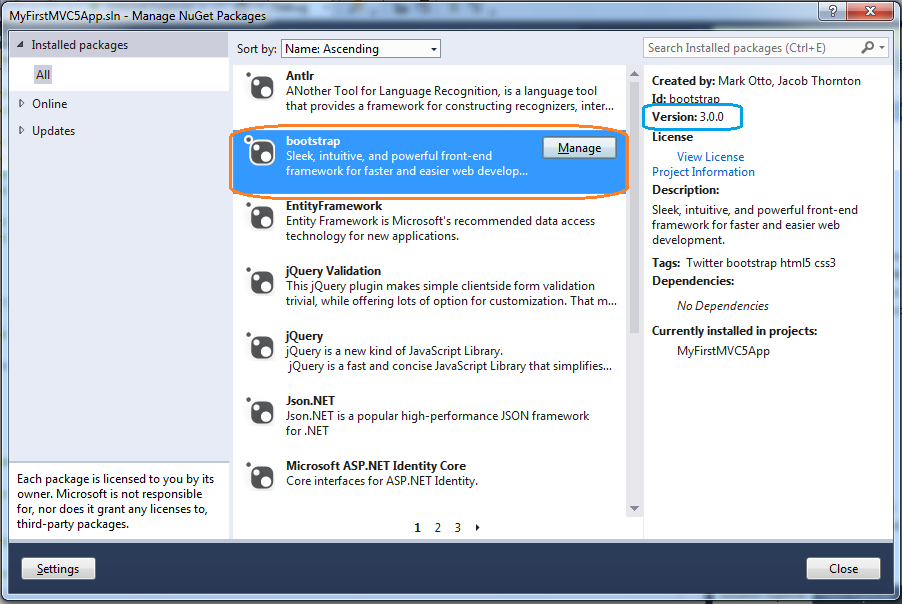 MyFirstMVC5App.sln - Manage NuGet Packages
?
Installed packages
All
Online
Updates
Each package is licensed to you by its
owner. Microsoft is not responsible
for, nor does it grant any licenses to,
third-party packages.
Sort by: Name: Ascending
Antlr
ANother Tool for Language Recognition, is a language tool
that provides a framework for constructing recognizers, inter...
bootstrap
Sleek, intuitive, and powerful front-end
framework for faster and easier web develop...
Manage
EntityFramework
Entity Framework is Microsoft's recommended data access
technology for new applications.
jQuery Validation
This jQuery plugin makes simple clientside form validation
trivial, while offering lots of option for customization. That m...
jQuery
jQuery is a new kind of JavaScript Library.
jQuery is a fast and concise JavaScript Library that simplifies...
Json.NET
Json.NET is a popular high-performance JSON framework
for .NET
Microsoft ASP.NET Identity Core
Core interfaces for ASP.NET Identity.
1 2 3
Search Installed packages (Ctrl+E)
Created by: Mark Otto, Jacob Thornton
Id: bootstrap
Version: 3.0.0
License
View License
Project Information
Description:
Sleek, intuitive, and powerful front-end
framework for faster and easier web
development.
Tags: Twitter bootstrap html5 css3
Dependencies:
No Dependencies
Currently installed in projects:
MyFirstMVC5App
Settings
Close